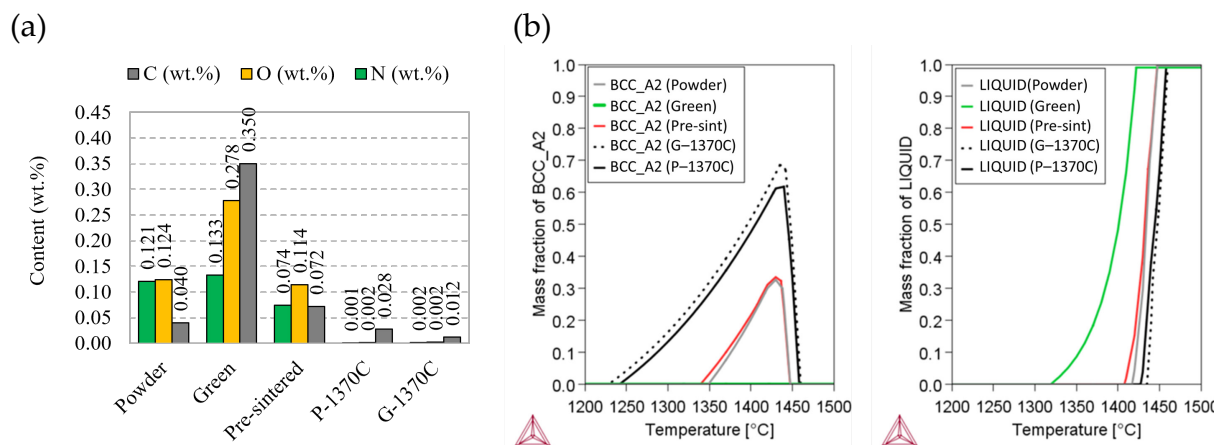 (a)
C (wt.%) O (wt.%) N (wt.%)
Content (wt.%)
0.45
0.40
0.35
0.30
0.25
0.20
0.15
0.10
0.05
0.00
0.121
0.124
0.040
0.133
0.278
0.350
0.074
0.114
0.072
0.001
0.002
0.028
0.002
0.002
0.012
Powder
Green
Pre-sintered
P-1370C
G-1370C
(b)
Mass fraction of BCC_A2
1.0
0.9
0.8
0.7
0.6
0.5
0.4
0.3
0.2
0.1
0.0
BCC_A2 (Powder)
BCC_A2 (Green)
BCC_A2 (Pre-sint)
BCC_A2 (G–1370C)
BCC_A2 (P–1370C)
1200 1250 1300 1350 1400 1450 1500
Temperature [°C]
Mass fraction of LIQUID
1.0
0.9
0.8
0.7
0.6
0.5
0.4
0.3
0.2
0.1
0.0
LIQUID(Powder)
LIQUID (Green)
LIQUID (Pre-sint)
LIQUID (G–1370C)
LIQUID (P–1370C)
1200 1250 1300 1350 1400 1450 1500
Temperature [°C]